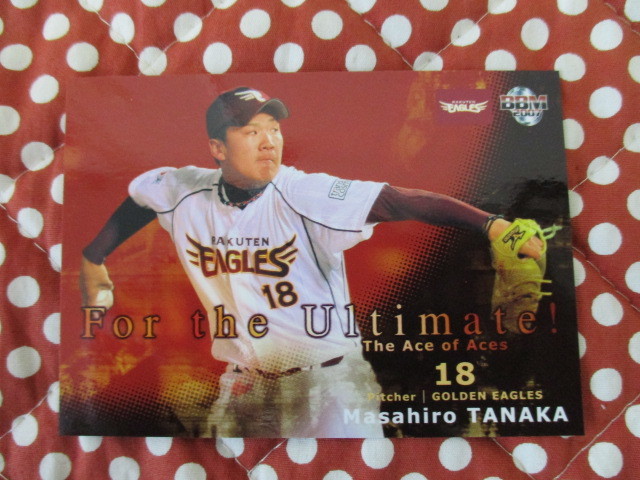 RAKUTEN
EAGLES
BBM
2007
RAKUTEN
EAGLES
18
For the Ultimate!
The Ace of Aces
18
Pitcher | GOLDEN EAGLES
Masahiro TANAKA